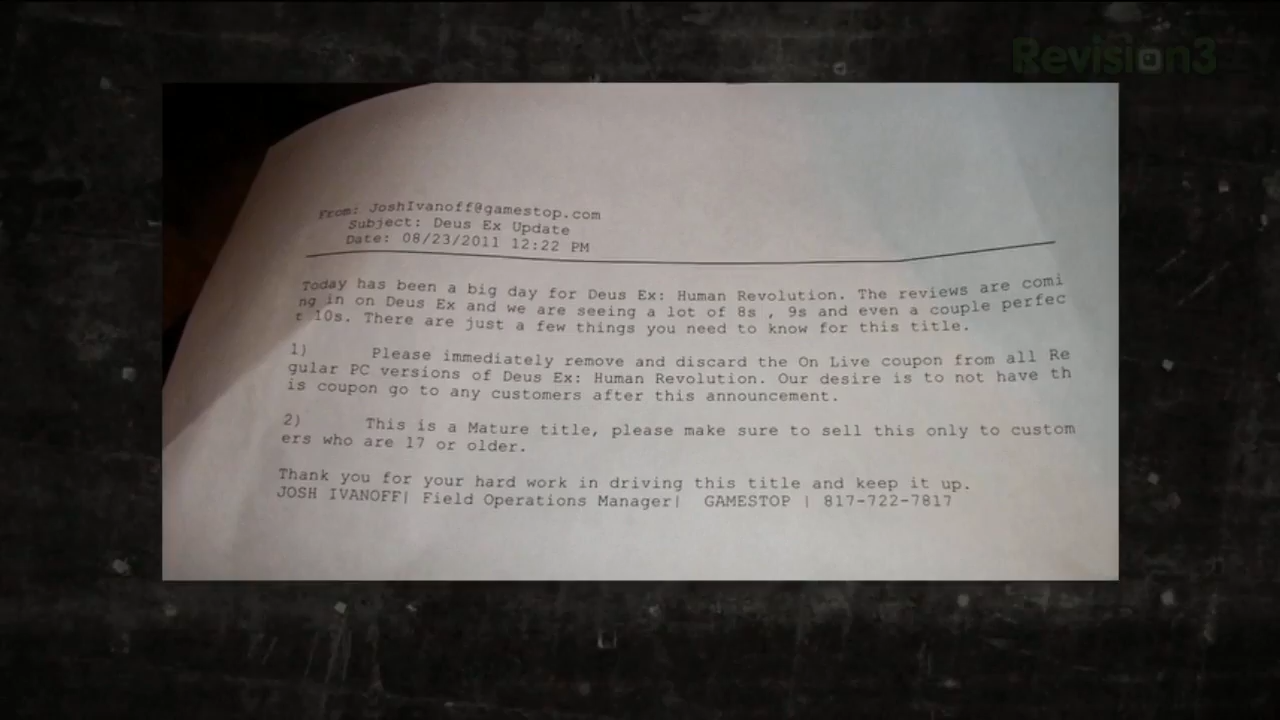 Revision3
From: JoshIvanoff@gamestop.com
Subject: Deus Ex Update
Date: 08/23/2011 12:22 PM
Today has been a big day for Deus Ex: Human Revolution. The reviews are comi
ng in on Deus Ex and we are seeing a lot of 8s , 9s and even a couple perfec
t 10s. There are just a few things you need to know for this title.
1) Please immediately remove and discard the On Live coupon from all Re
gular PC versions of Deus Ex: Human Revolution. Our desire is to not have th
is coupon go to any customers after this announcement.
2) This is a Mature title, please make sure to sell this only to custom
ers who are 17 or older.
Thank you for your hard work in driving this title and keep it up.
JOSH IVANOFF| Field Operations Manager| GAMESTOP | 817-722-7817